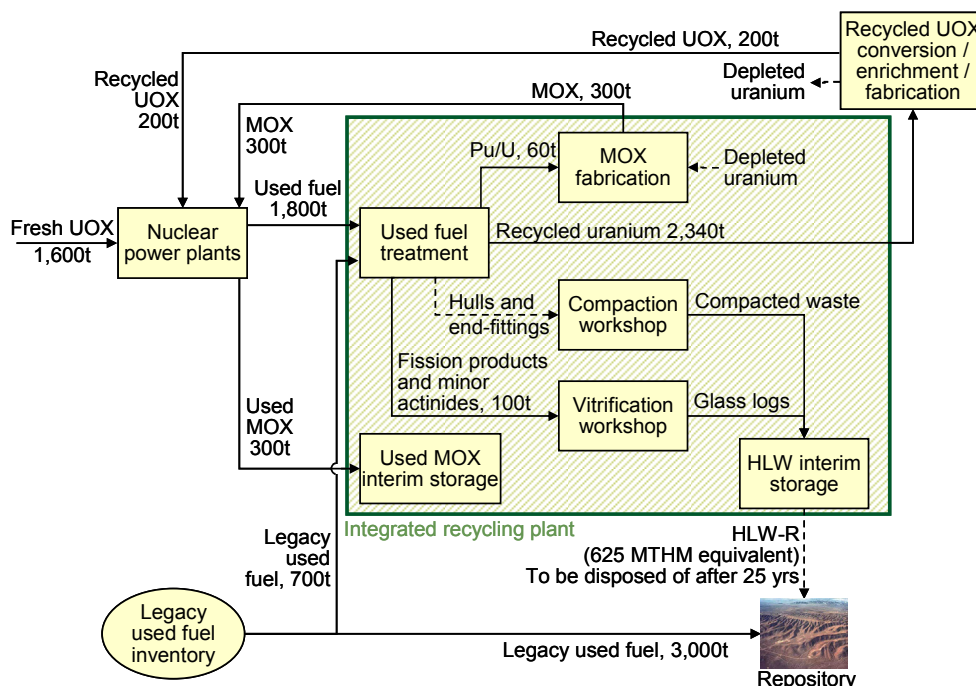 Recycled UOX, 200t
Recycled UOX
conversion /
enrichment /
fabrication
Depleted
uranium
Recycled
UOX
200t
MOX, 300t
MOX
300t
Pu/U, 60t
MOX
fabrication
Depleted
uranium
Used fuel
1,800t
Fresh UOX
1,600t
Nuclear
power plants
Used fuel
treatment
Recycled uranium 2,340t
Hulls and
end-fittings
Compaction
workshop
Compacted waste
Fission products
and minor
actinides, 100t
Vitrification
workshop
Glass logs
Used
MOX
300t
Used MOX
interim storage
HLW interim
storage
Integrated recycling plant
HLW-R
(625 MTHM equivalent)
To be disposed of after 25 yrs
Legacy
used
fuel, 700t
Legacy
used fuel
inventory
Legacy used fuel, 3,000t
Repository